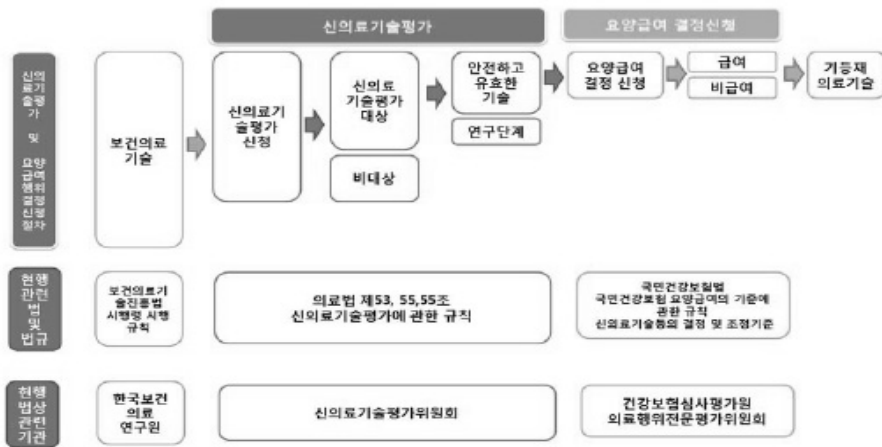 신의료기술평가
요양급여 결정신청
신의
료기
술평
가
및
요양
급여
행위
결정
신청
절차
보건의료
기술
신의료기
술평가
신청
신의료
기술평가
대상
비대상
안전하고
유효한
기술
연구단계
요양급여
결정 신청
급여
비급여
기등재
의료기술
현행
관련
법
및
법규
보건의료기
술진흥법
시행령 시행
규칙
의료법 제53, 55,55조
신의료기술평가에 관한 규칙
국민건강보험법
국민건강보험 요양급여의 기준에
관한 규칙
신의료기술등의 결정 및 조정기준
현행
법상
관련
기관
한국보건
의료
연구원
신의료기술평가위원회
건강보험심사평가원
의료행위전문평가위원회